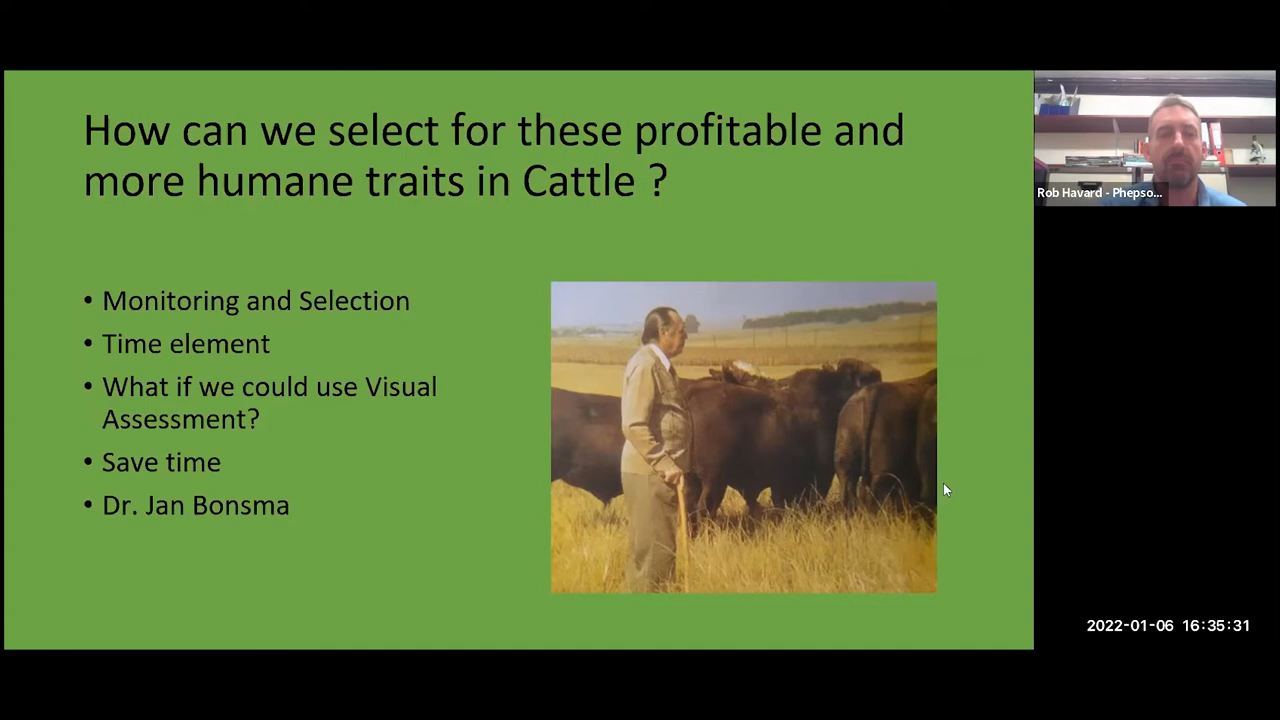 How can we select for these profitable and
more humane traits in Cattle ?
• Monitoring and Selection
• Time element
• What if we could use Visual
Assessment?
• Save time
• Dr. Jan Bonsma
Rob Havard - Phepso...
2022-01-06 16:35:31